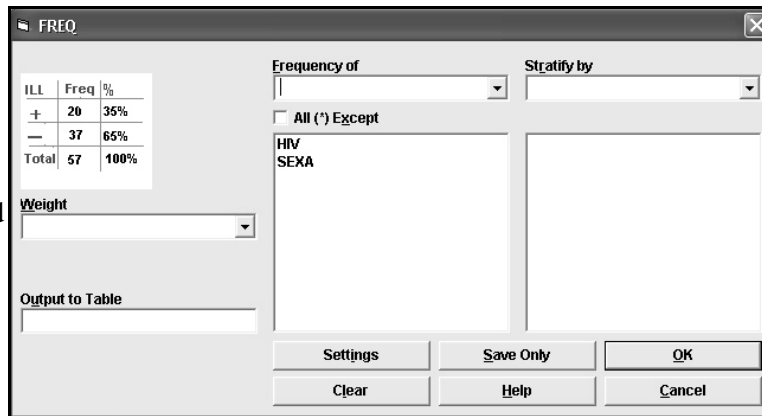 FREQ
ILL Freq %
+ 20 35%
— 37 65%
Total 57 100%
Weight
Output to Table
Frequency of
All (*) Except
HIV
SEXA
Stratify by
Settings
Save Only
OK
Clear
Help
Cancel